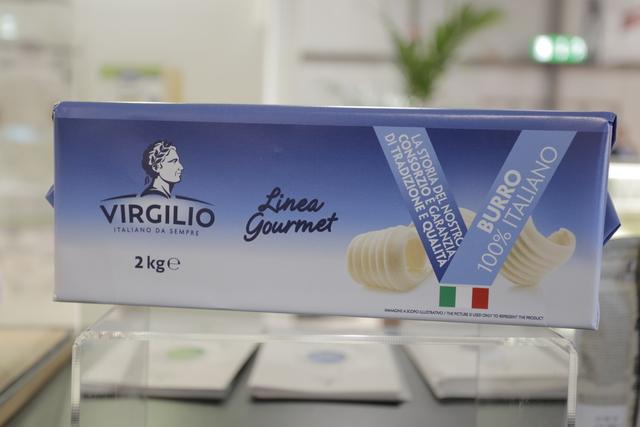 VIRGILIO
ITALIANO DA SEMPRE
2 kg ℮
Linea
Gourmet
LA STORIA DEL NOSTRO
CONSORZIO È GARANZIA
DI TRADIZIONE E QUALITÀ
BURRO
100% ITALIANO
IMMAGINE A SCOPO ILLUSTRATIVO / THE PICTURE IS USED ONLY TO REPRESENT THE PRODUCT